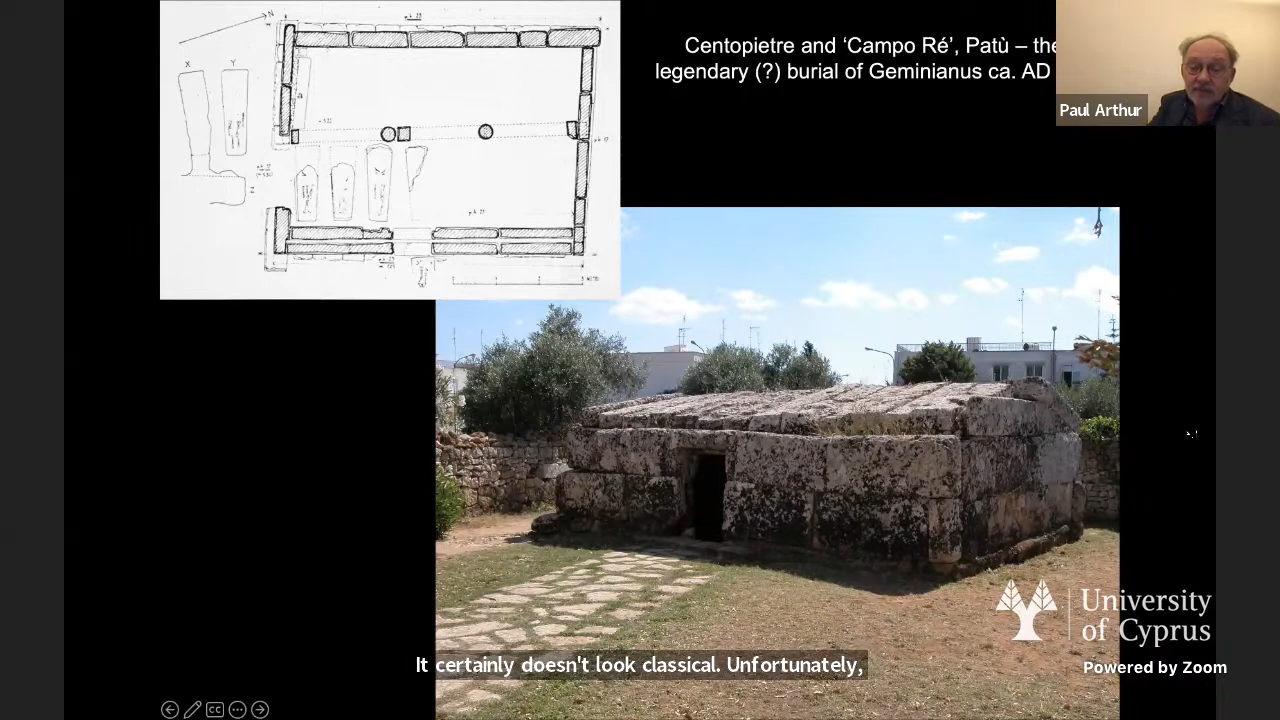 Centopietre and ‘Campo Ré’, Patù – the
legendary (?) burial of Geminianus ca. AD
Paul Arthur
N
X
Y
It certainly doesn't look classical. Unfortunately,
University
of Cyprus
Powered by Zoom
CC